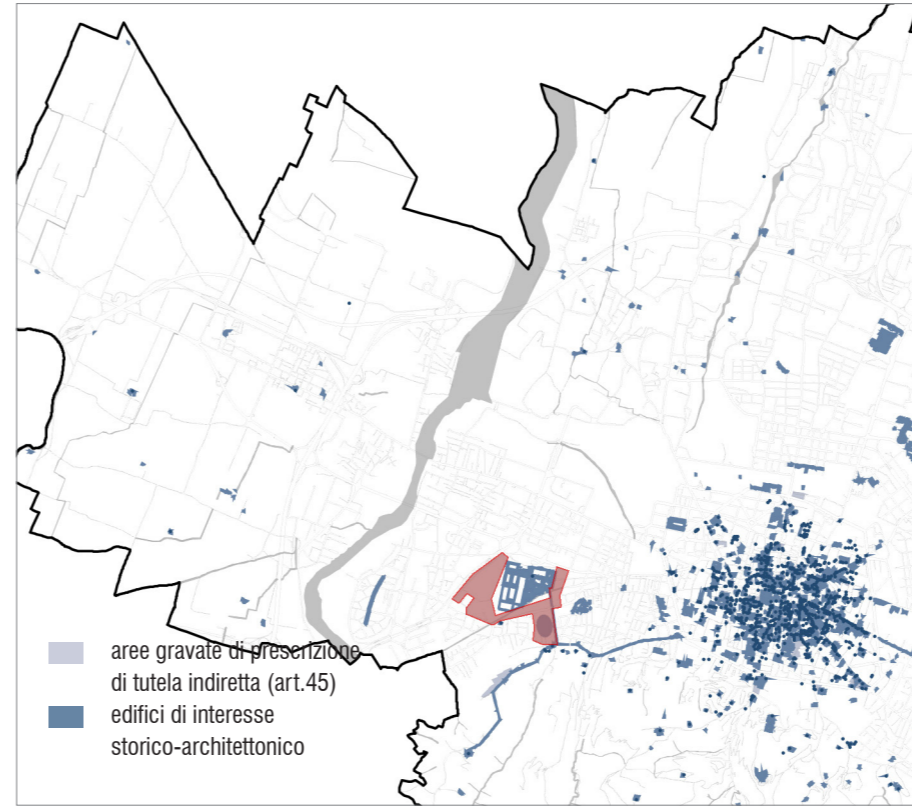 aree gravate di prescrizione
di tutela indiretta (art.45)
edifici di interesse
storico-architettonico